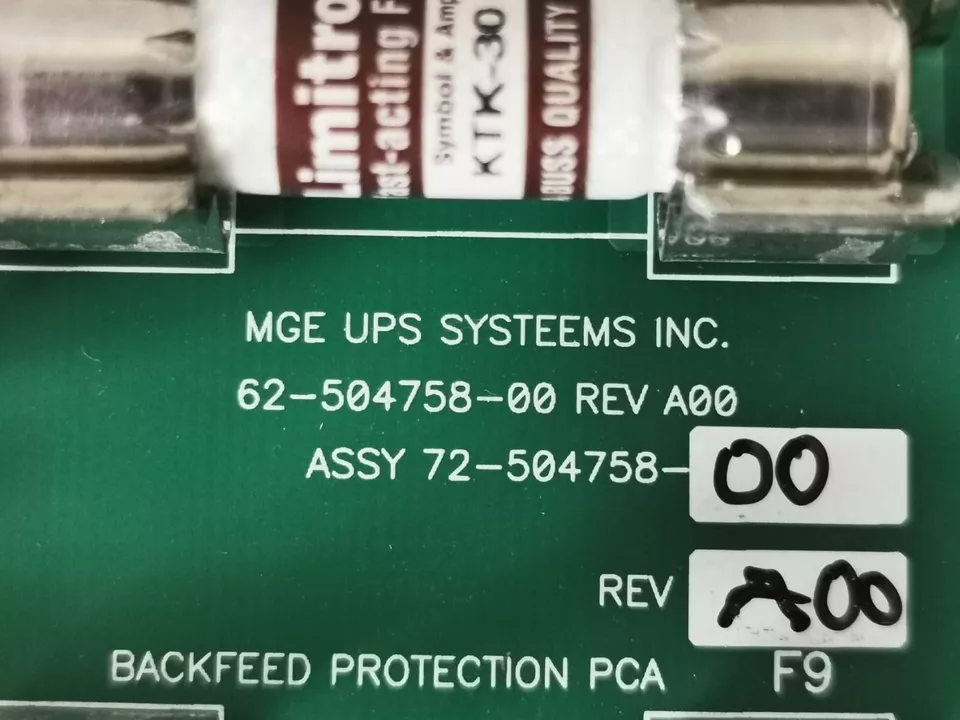 Limitro
ast-acting F
Symbol & Amp
KTK-30
BUSS QUALITY
MGE UPS SYSTEEMS INC.
62-504758-00 REV A00
ASSY 72-504758-00
REV A00
BACKFEED PROTECTION PCA F9